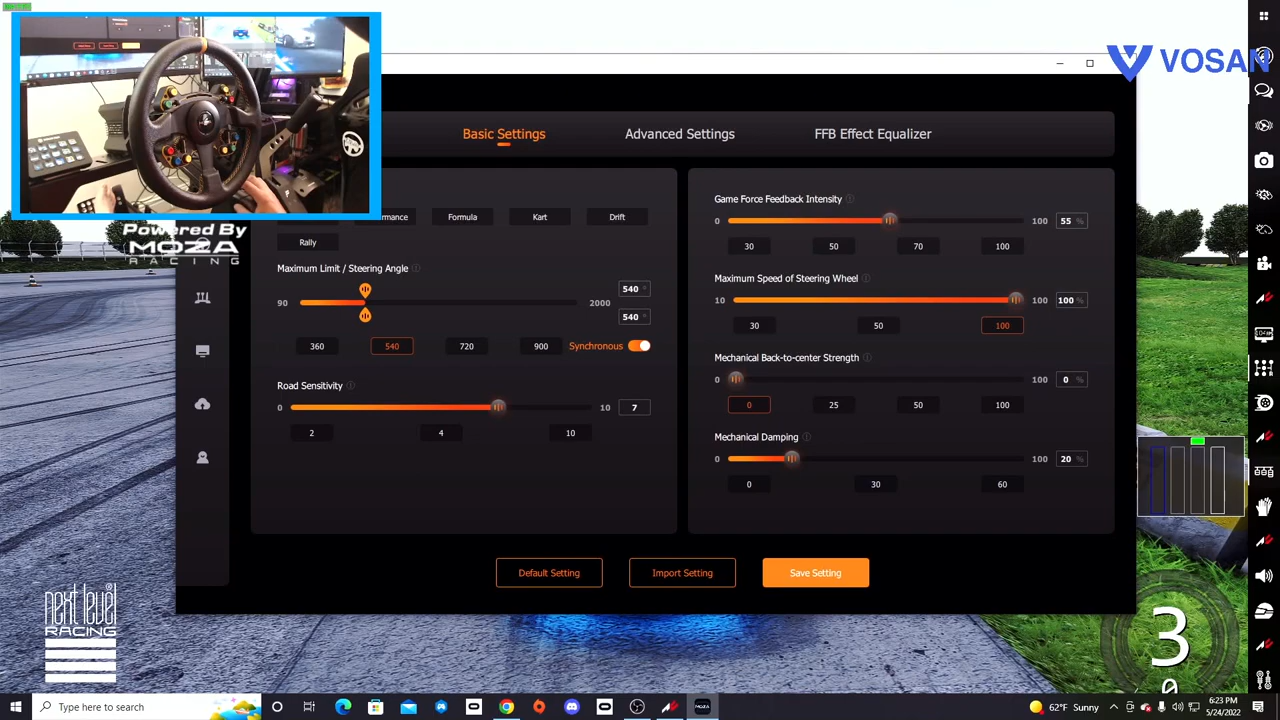 VOSAN
Basic Settings
Advanced Settings
FFB Effect Equalizer
mance
Formula
Kart
Drift
Rally
Powered By
MOZA
RACING
Maximum Limit / Steering Angle
90
2000
540 °
540 °
360
540
720
900
Synchronous
Road Sensitivity
0
10
7
2
4
10
Game Force Feedback Intensity
0
100
55 %
30
50
70
100
Maximum Speed of Steering Wheel
10
100
100 %
30
50
100
Mechanical Back-to-center Strength
0
100
0 %
0
25
50
100
Mechanical Damping
0
100
20 %
0
30
60
Default Setting
Import Setting
Save Setting
next level
RACING
3
0
Type here to search
MOZA
62°F Sunny
6:23 PM
5/24/2022